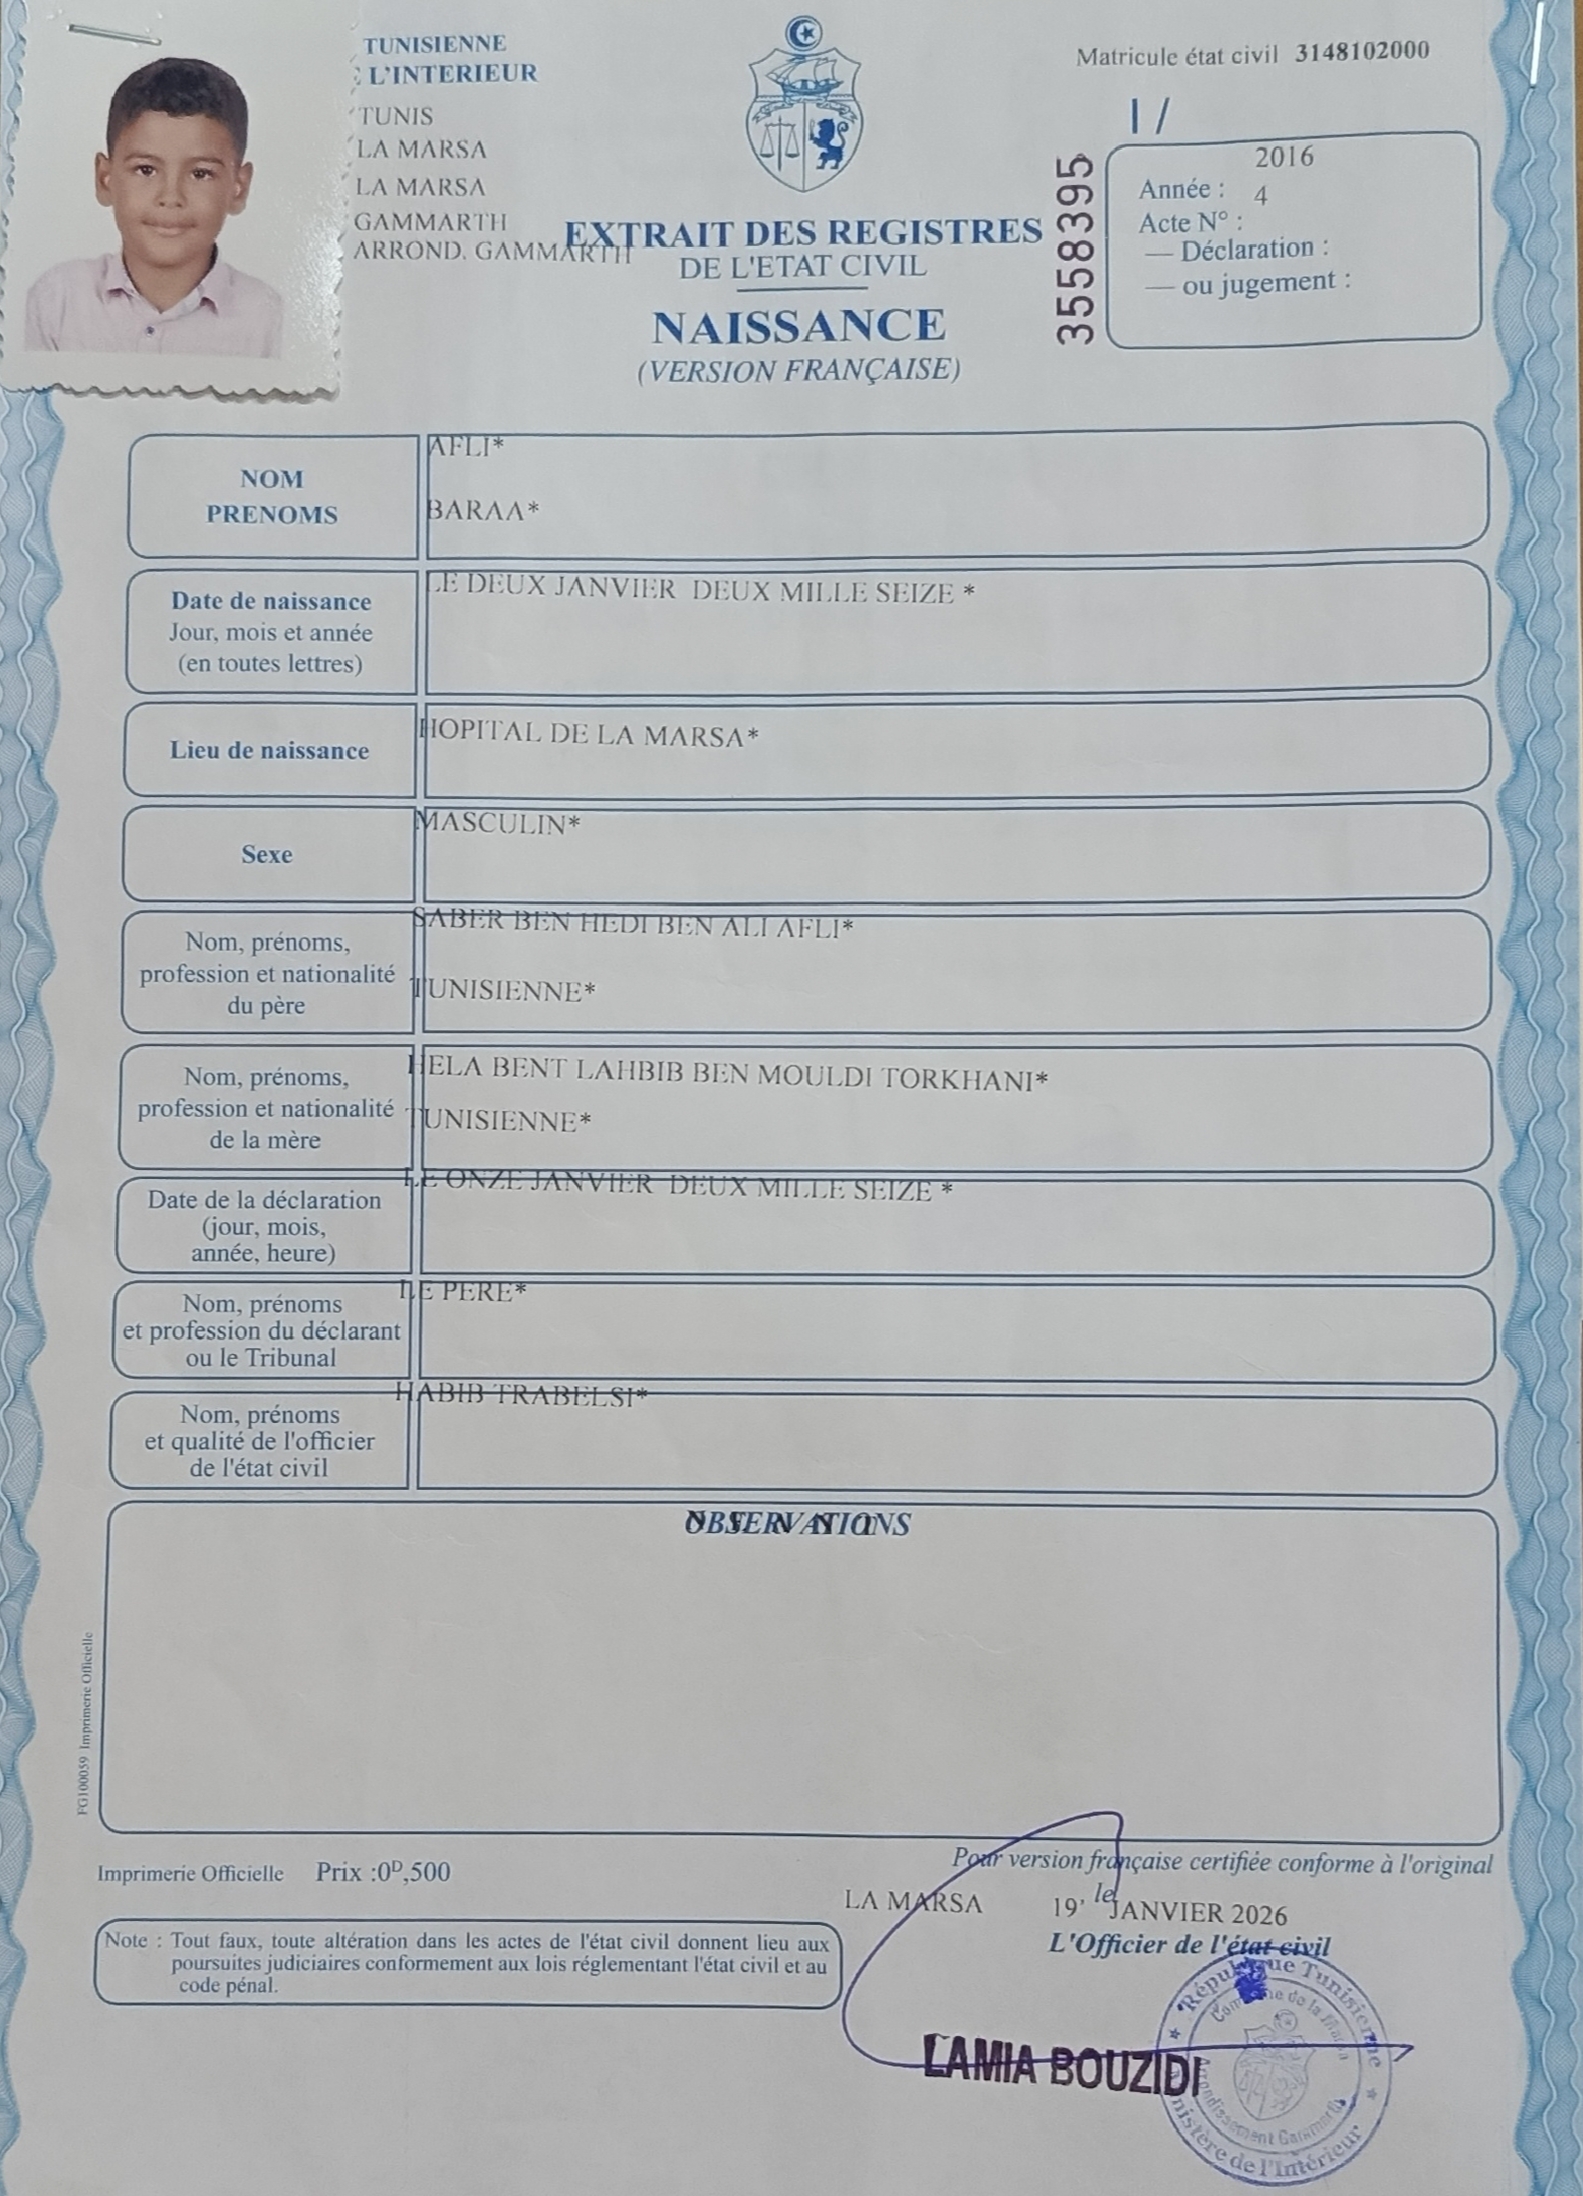 TUNISIENNE
L'INTERIEUR
TUNIS
LA MARSA
LA MARSA
GAMMARTH
ARROND. GAMMARTH
Matricule état civil 3148102000
1 /
3558395
2016
Année :
4
Acte N° :
— Déclaration :
— ou jugement :
EXTRAIT DES REGISTRES
DE L'ETAT CIVIL
NAISSANCE
(VERSION FRANÇAISE)
NOM
PRENOMS
AFLI*
BARAA*
Date de naissance
Jour, mois et année
(en toutes lettres)
LE DEUX JANVIER DEUX MILLE SEIZE *
Lieu de naissance
HOPITAL DE LA MARSA*
Sexe
MASCULIN*
Nom, prénoms,
profession et nationalité
du père
SABER BEN HEDI BEN ALI AFLI*
TUNISIENNE*
Nom, prénoms,
profession et nationalité
de la mère
HELA BENT LAHBIB BEN MOULDI TORKHANI*
TUNISIENNE*
Date de la déclaration
(jour, mois,
année, heure)
LE ONZE JANVIER DEUX MILLE SEIZE *
Nom, prénoms
et profession du déclarant
ou le Tribunal
LE PERE*
Nom, prénoms
et qualité de l'officier
de l'état civil
HABIB TRABELSI*
OBSERVATIONS
FG100059 Imprimerie Officielle
Imprimerie Officielle Prix :0D,500
Pour version française certifiée conforme à l'original
LA MARSA 19 le JANVIER 2026
L'Officier de l'état civil
Note : Tout faux, toute altération dans les actes de l'état civil donnent lieu aux
poursuites judiciaires conformement aux lois réglementant l'état civil et au
code pénal.
LAMIA BOUZIDI
République Tunisienne
Commune de la Marsa
Arrondissement Gammarth
Ministère de l'Intérieur